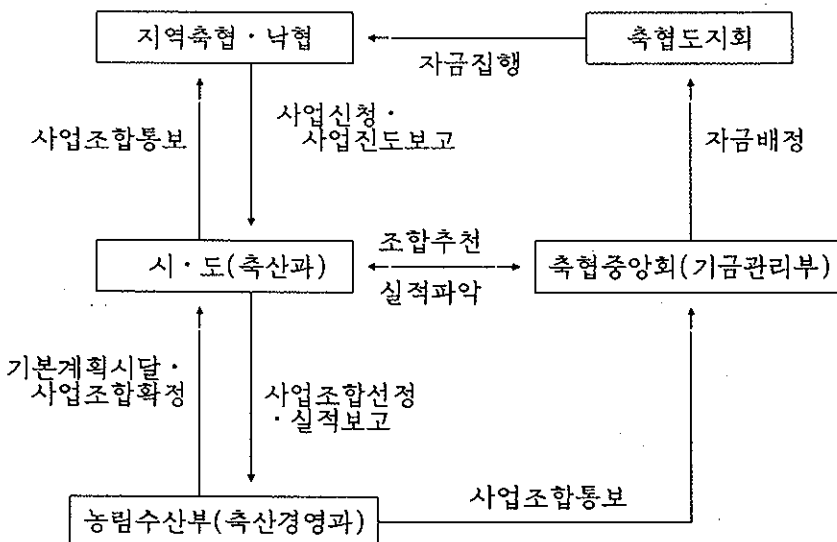 지역축협·낙협
축협도지회
자금집행
사업신청·
사업진도보고
사업조합통보
자금배정
시·도(축산과)
조합추천
실적파악
축협중앙회(기금관리부)
기본계획시달·
사업조합확정
사업조합선정
·실적보고
사업조합통보
농림수산부(축산경영과)